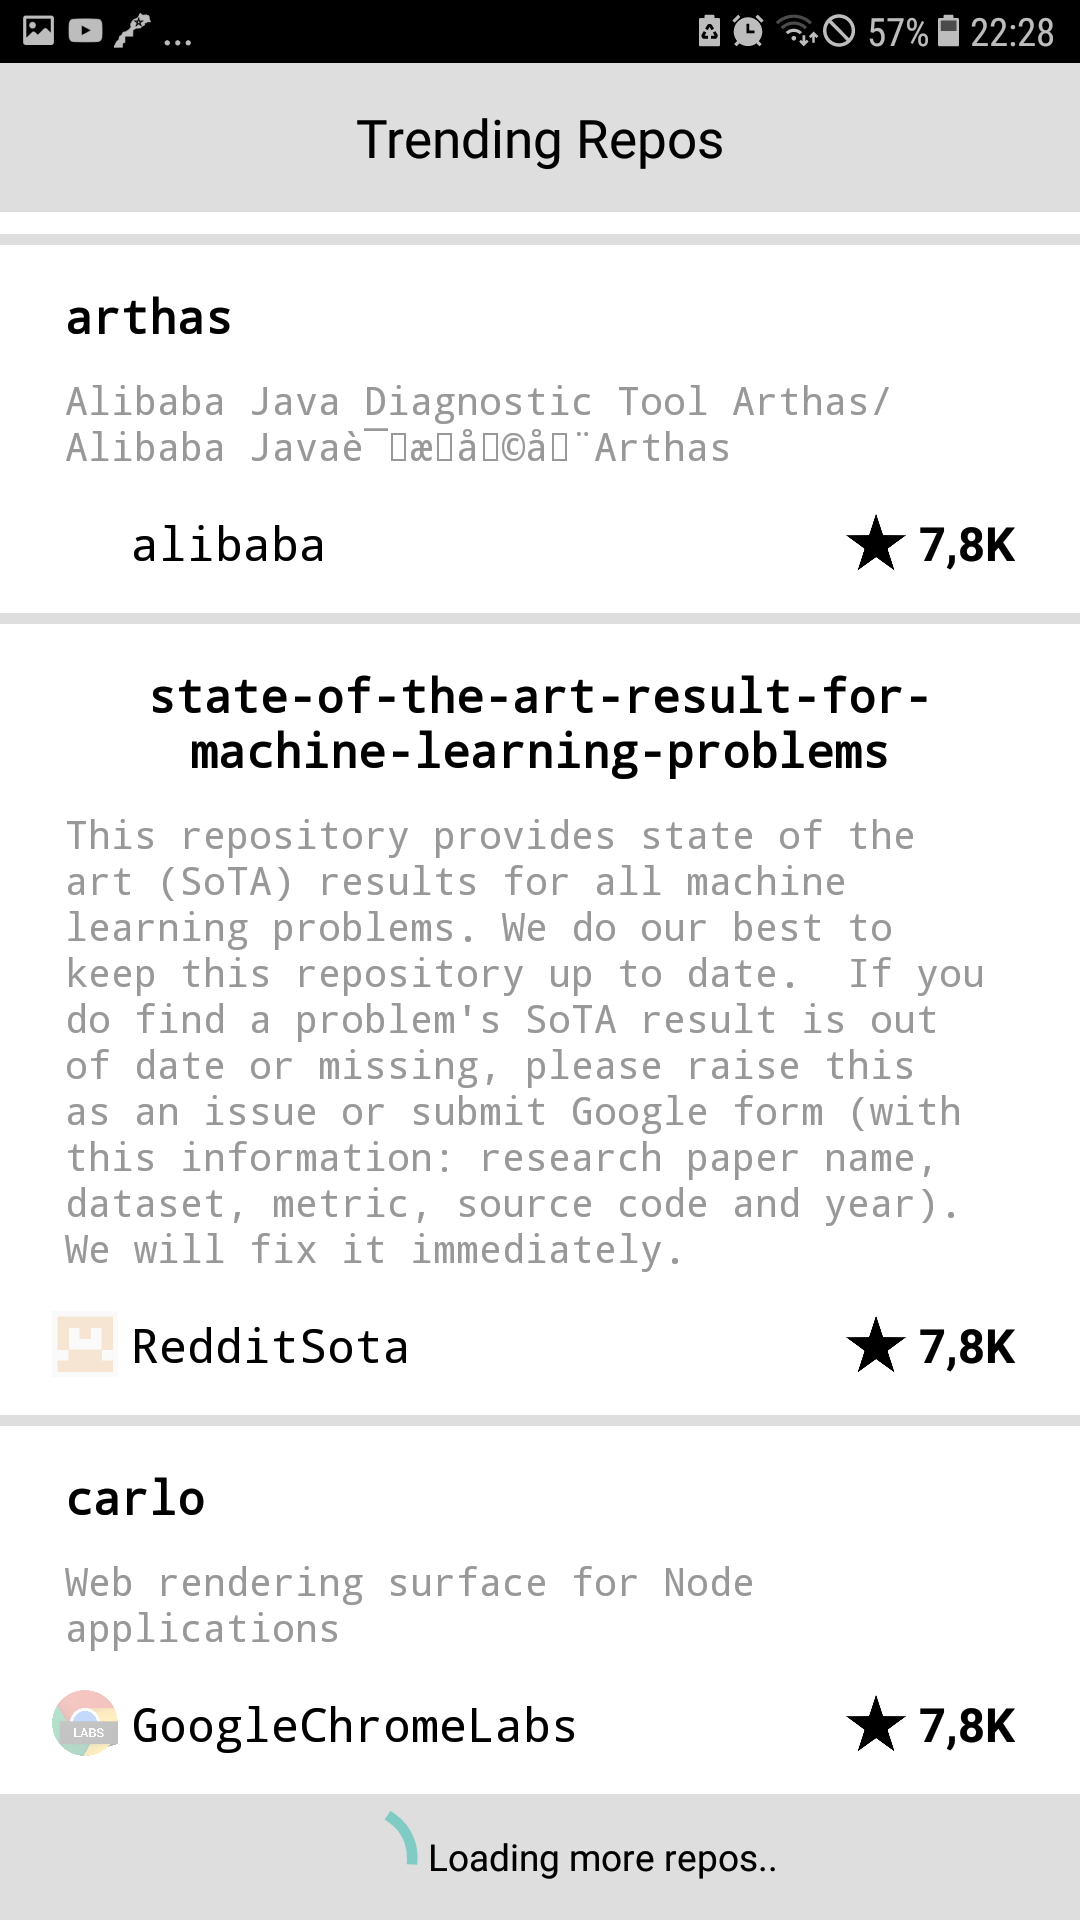 57% 22:28
Trending Repos
arthas
Alibaba Java Diagnostic Tool Arthas/
Alibaba Javaè¯æå©å¨Arthas
alibaba ★ 7,8K
state-of-the-art-result-for-
machine-learning-problems
This repository provides state of the
art (SoTA) results for all machine
learning problems. We do our best to
keep this repository up to date.  If you
do find a problem's SoTA result is out
of date or missing, please raise this
as an issue or submit Google form (with
this information: research paper name,
dataset, metric, source code and year).
We will fix it immediately.
RedditSota ★ 7,8K
carlo
Web rendering surface for Node
applications
LABS GoogleChromeLabs ★ 7,8K
Loading more repos..